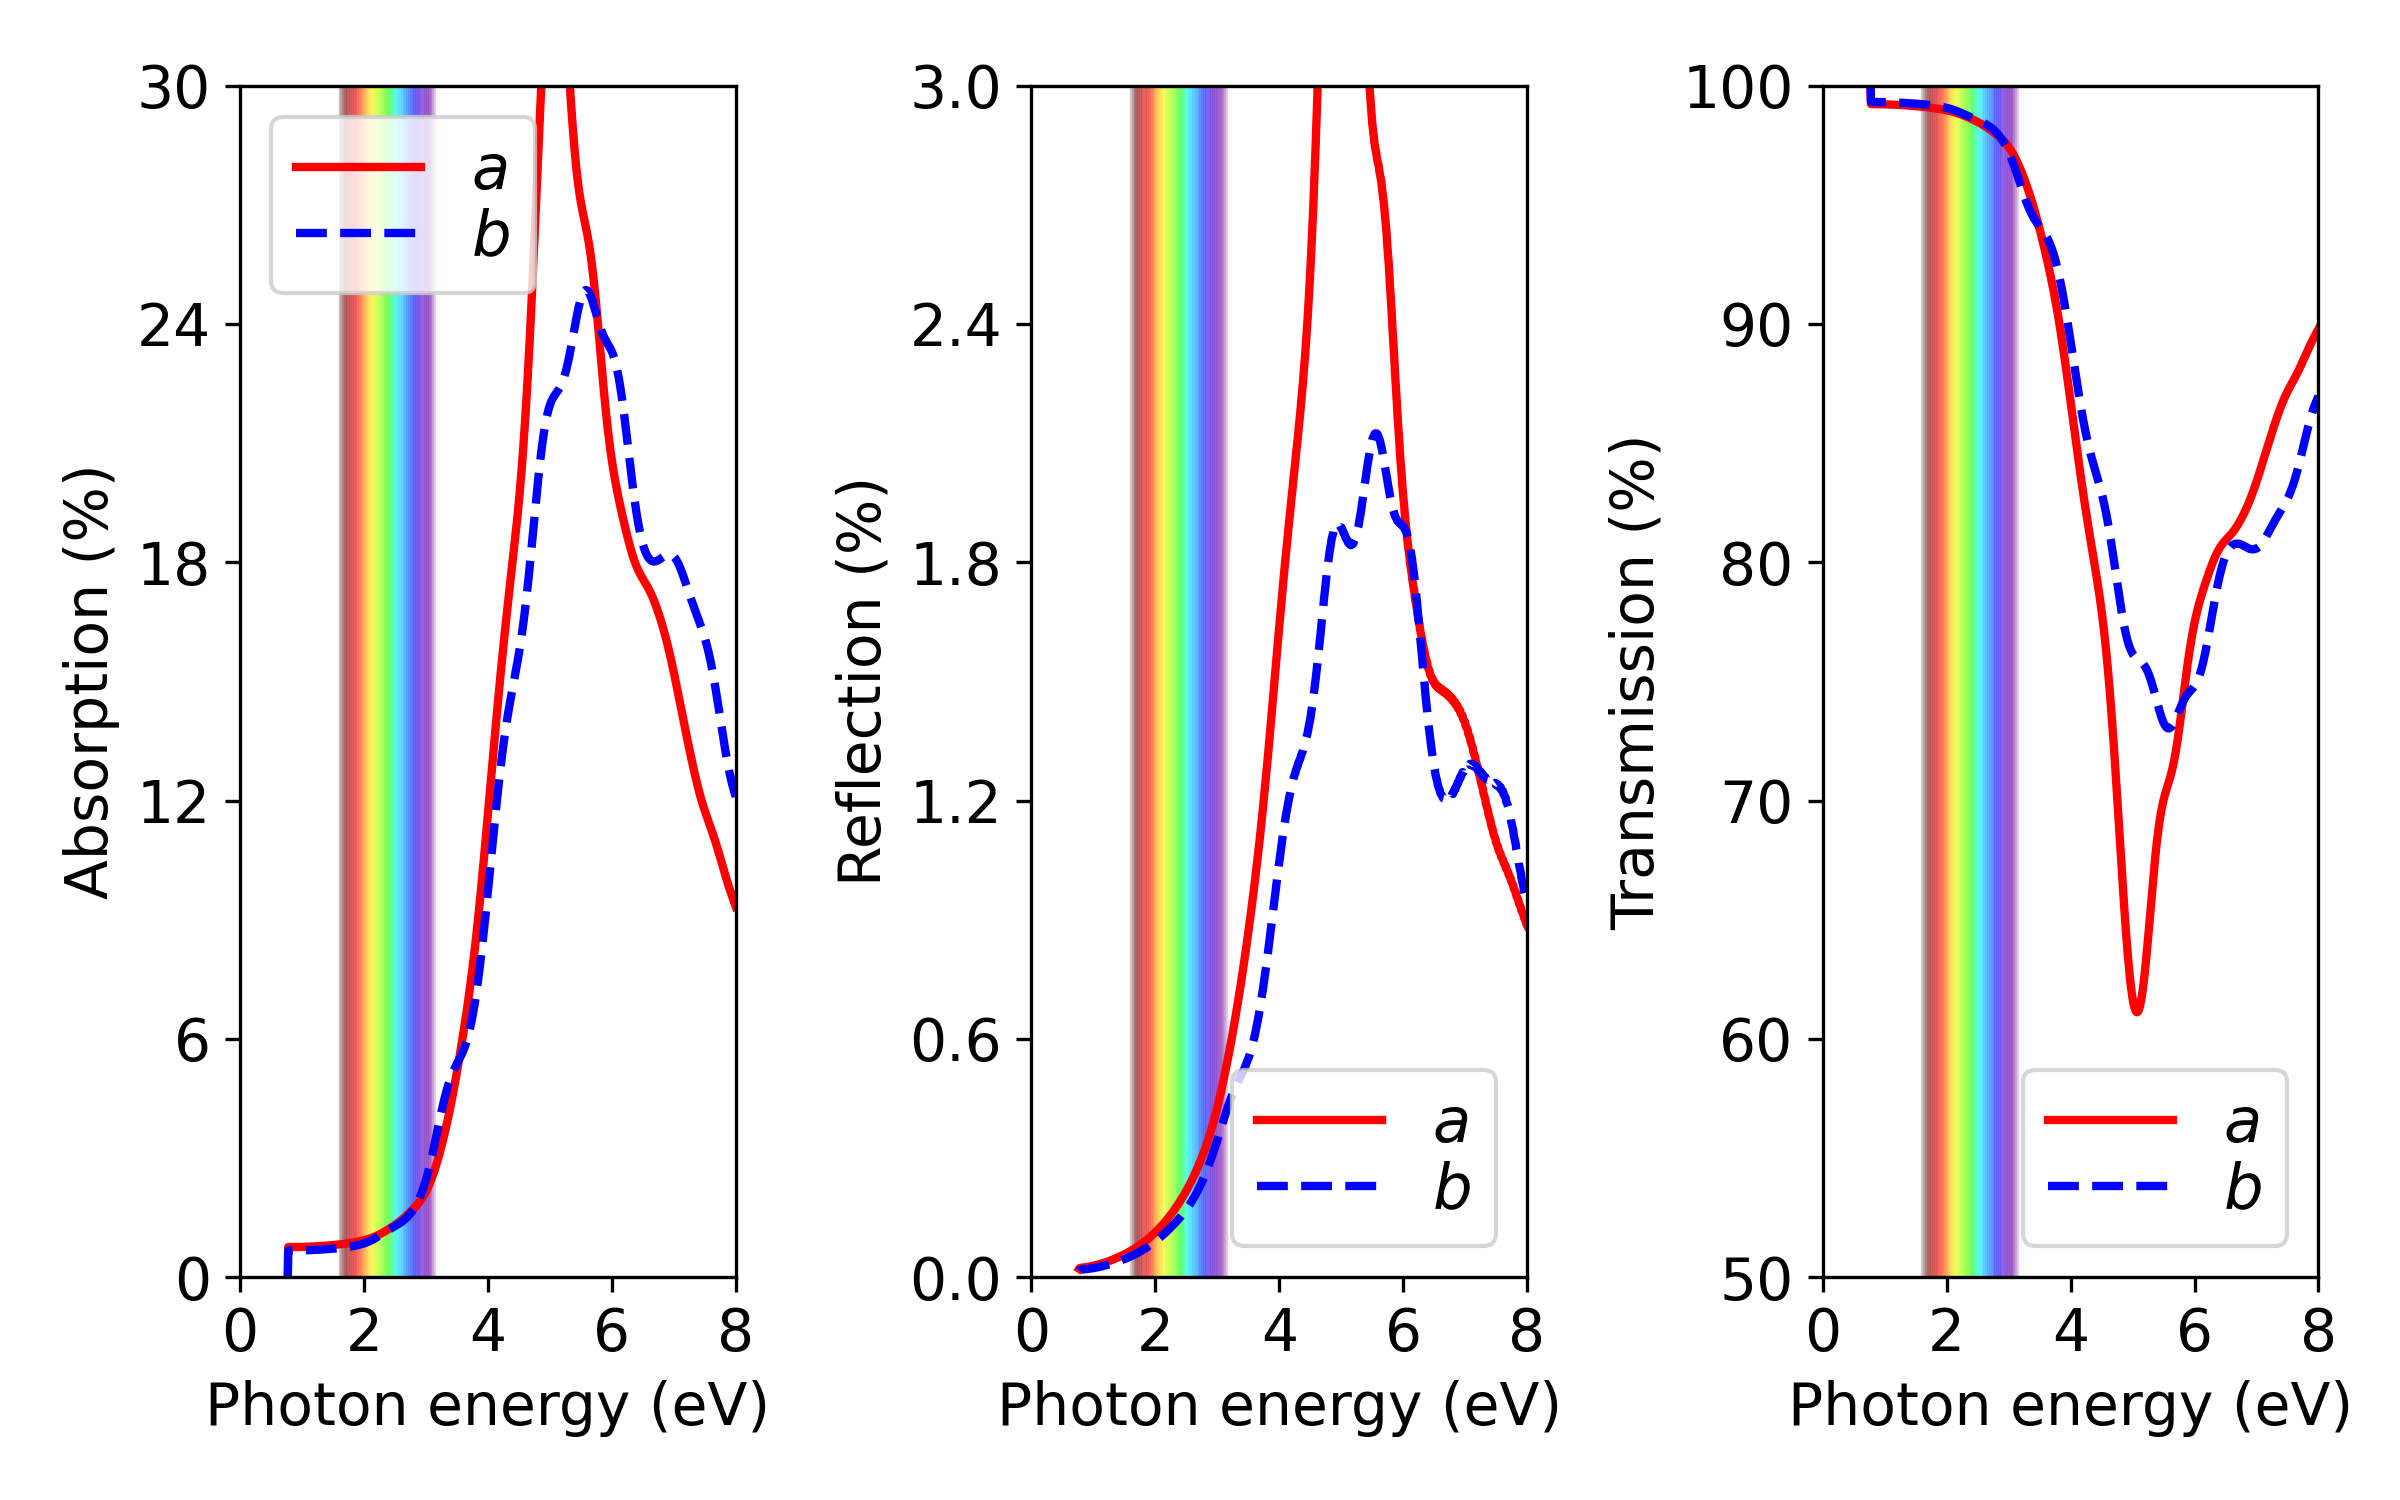 30
24
18
12
6
0
0 2 4 6 8
Absorption (%)
Photon energy (eV)
a
b
3.0
2.4
1.8
1.2
0.6
0.0
0 2 4 6 8
Reflection (%)
Photon energy (eV)
a
b
100
90
80
70
60
50
0 2 4 6 8
Transmission (%)
Photon energy (eV)
a
b